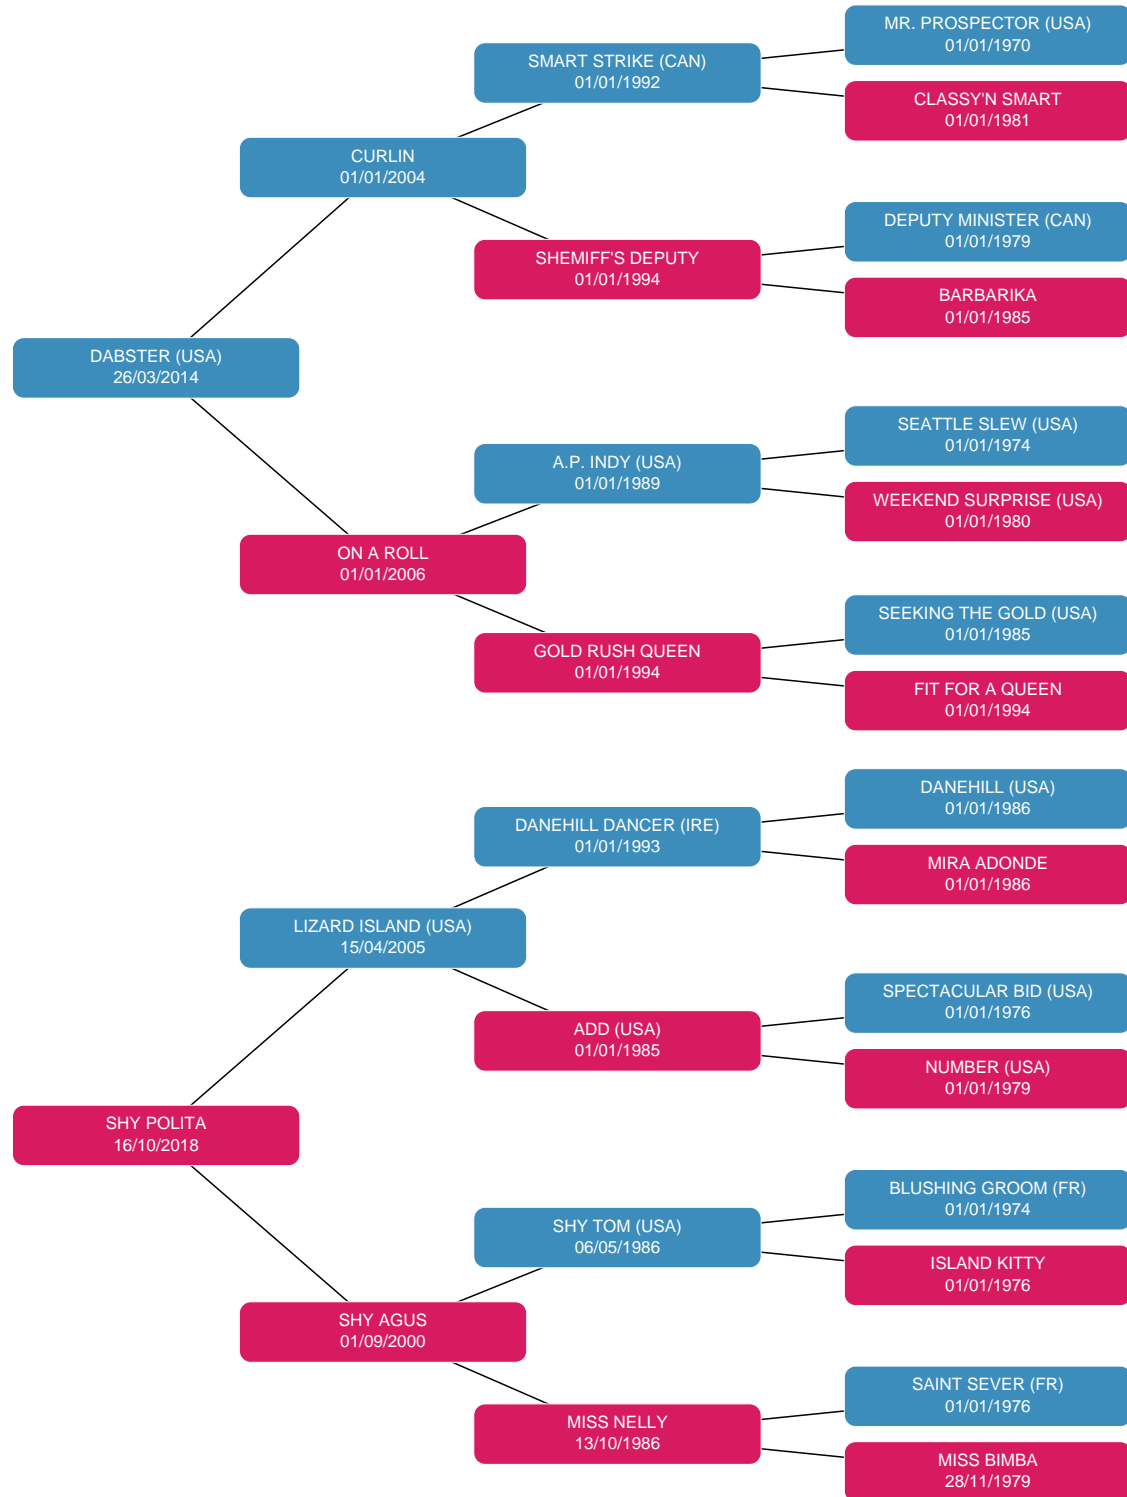 MR. PROSPECTOR (USA)
01/01/1970
SMART STRIKE (CAN)
01/01/1992
CLASSY'N SMART
01/01/1981
CURLIN
01/01/2004
DEPUTY MINISTER (CAN)
01/01/1979
SHEMIFF'S DEPUTY
01/01/1994
BARBARIKA
01/01/1985
DABSTER (USA)
26/03/2014
SEATTLE SLEW (USA)
01/01/1974
A.P. INDY (USA)
01/01/1989
WEEKEND SURPRISE (USA)
01/01/1980
ON A ROLL
01/01/2006
SEEKING THE GOLD (USA)
01/01/1985
GOLD RUSH QUEEN
01/01/1994
FIT FOR A QUEEN
01/01/1994
DANEHILL (USA)
01/01/1986
DANEHILL DANCER (IRE)
01/01/1993
MIRA ADONDE
01/01/1986
LIZARD ISLAND (USA)
15/04/2005
SPECTACULAR BID (USA)
01/01/1976
ADD (USA)
01/01/1985
NUMBER (USA)
01/01/1979
SHY POLITA
16/10/2018
BLUSHING GROOM (FR)
01/01/1974
SHY TOM (USA)
06/05/1986
ISLAND KITTY
01/01/1976
SHY AGUS
01/09/2000
SAINT SEVER (FR)
01/01/1976
MISS NELLY
13/10/1986
MISS BIMBA
28/11/1979